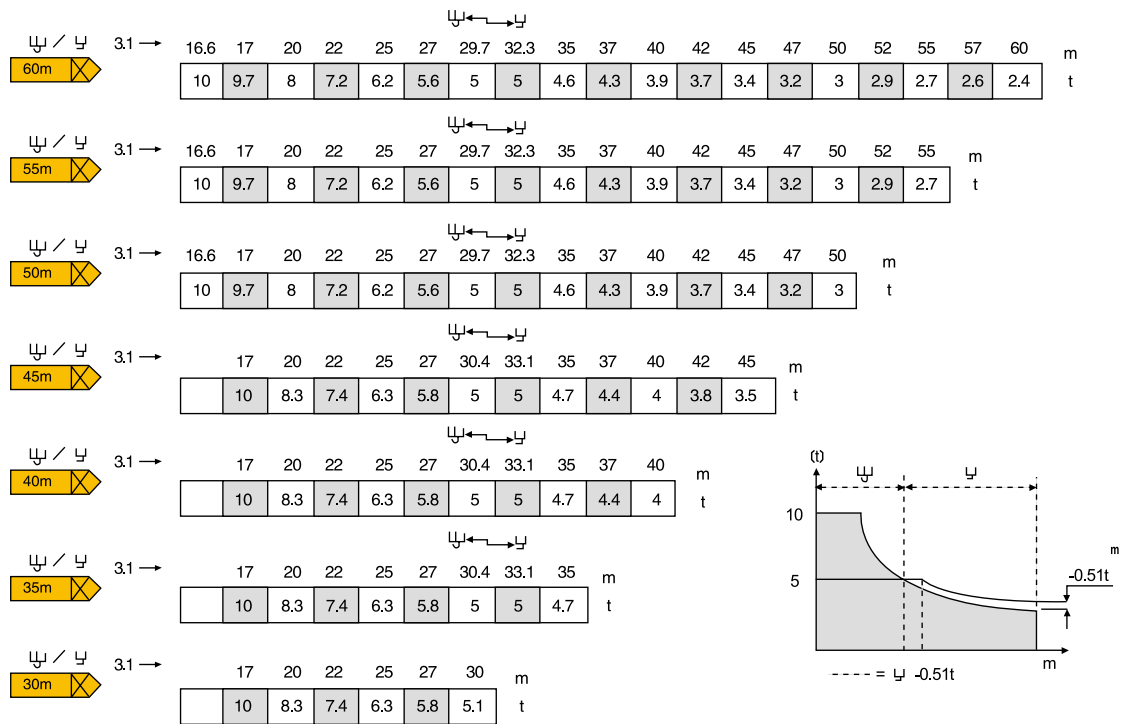 3.1 16.6 17 20 22 25 27 29.7 32.3 35 37 40 42 45 47 50 52 55 57 60 m
60m 10 9.7 8 7.2 6.2 5.6 5 5 4.6 4.3 3.9 3.7 3.4 3.2 3 2.9 2.7 2.6 2.4 t
3.1 16.6 17 20 22 25 27 29.7 32.3 35 37 40 42 45 47 50 52 55 m
55m 10 9.7 8 7.2 6.2 5.6 5 5 4.6 4.3 3.9 3.7 3.4 3.2 3 2.9 2.7 t
3.1 16.6 17 20 22 25 27 29.7 32.3 35 37 40 42 45 47 50 m
50m 10 9.7 8 7.2 6.2 5.6 5 5 4.6 4.3 3.9 3.7 3.4 3.2 3 t
3.1 17 20 22 25 27 30.4 33.1 35 37 40 42 45 m
45m 10 8.3 7.4 6.3 5.8 5 5 4.7 4.4 4 3.8 3.5 t
3.1 17 20 22 25 27 30.4 33.1 35 37 40 m
40m 10 8.3 7.4 6.3 5.8 5 5 4.7 4.4 4 t
3.1 17 20 22 25 27 30.4 33.1 35 m
35m 10 8.3 7.4 6.3 5.8 5 5 4.7 t
3.1 17 20 22 25 27 30 m
30m 10 8.3 7.4 6.3 5.8 5.1 t
(t)
10
m
5
-0.51t
m
= -0.51t